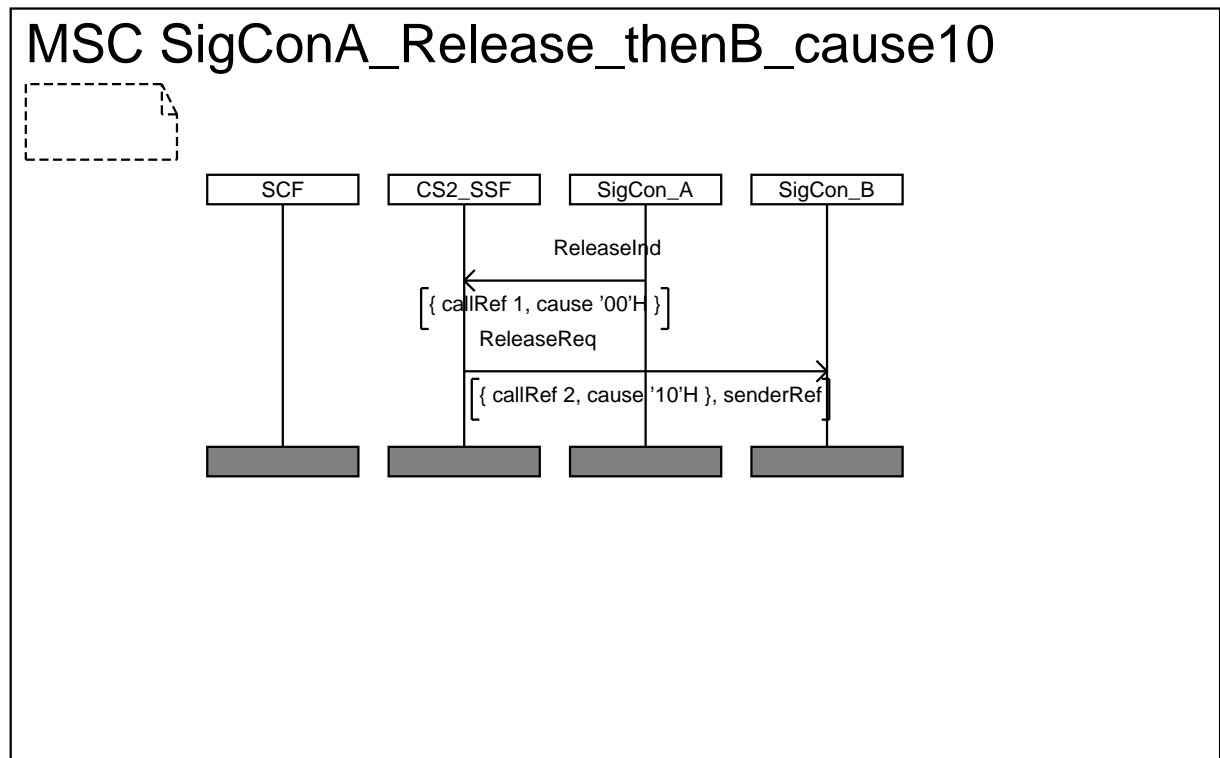 MSC SigConA_Release_thenB_cause10
SCF CS2_SSF SigCon_A SigCon_B
ReleaseInd
{ callRef 1, cause ’00’H }
ReleaseReq
{ callRef 2, cause ’10’H }, senderRef